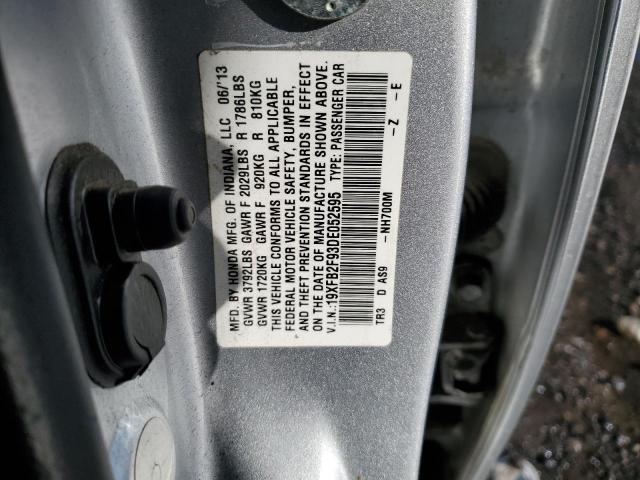 MFD. BY HONDA MFG. OF INDIANA, LLC 06/'13
GVWR 3792LBS GAWR F 2029LBS R 1786LBS
GVWR 1720KG GAWR F 920KG R 810KG
THIS VEHICLE CONFORMS TO ALL APPLICABLE
FEDERAL MOTOR VEHICLE SAFETY, BUMPER,
AND THEFT PREVENTION STANDARDS IN EFFECT
ON THE DATE OF MANUFACTURE SHOWN ABOVE.
V.I.N.:19XFB2F93DE052595 TYPE: PASSENGER CAR
TR3 D AS9 -NH700M -Z -E